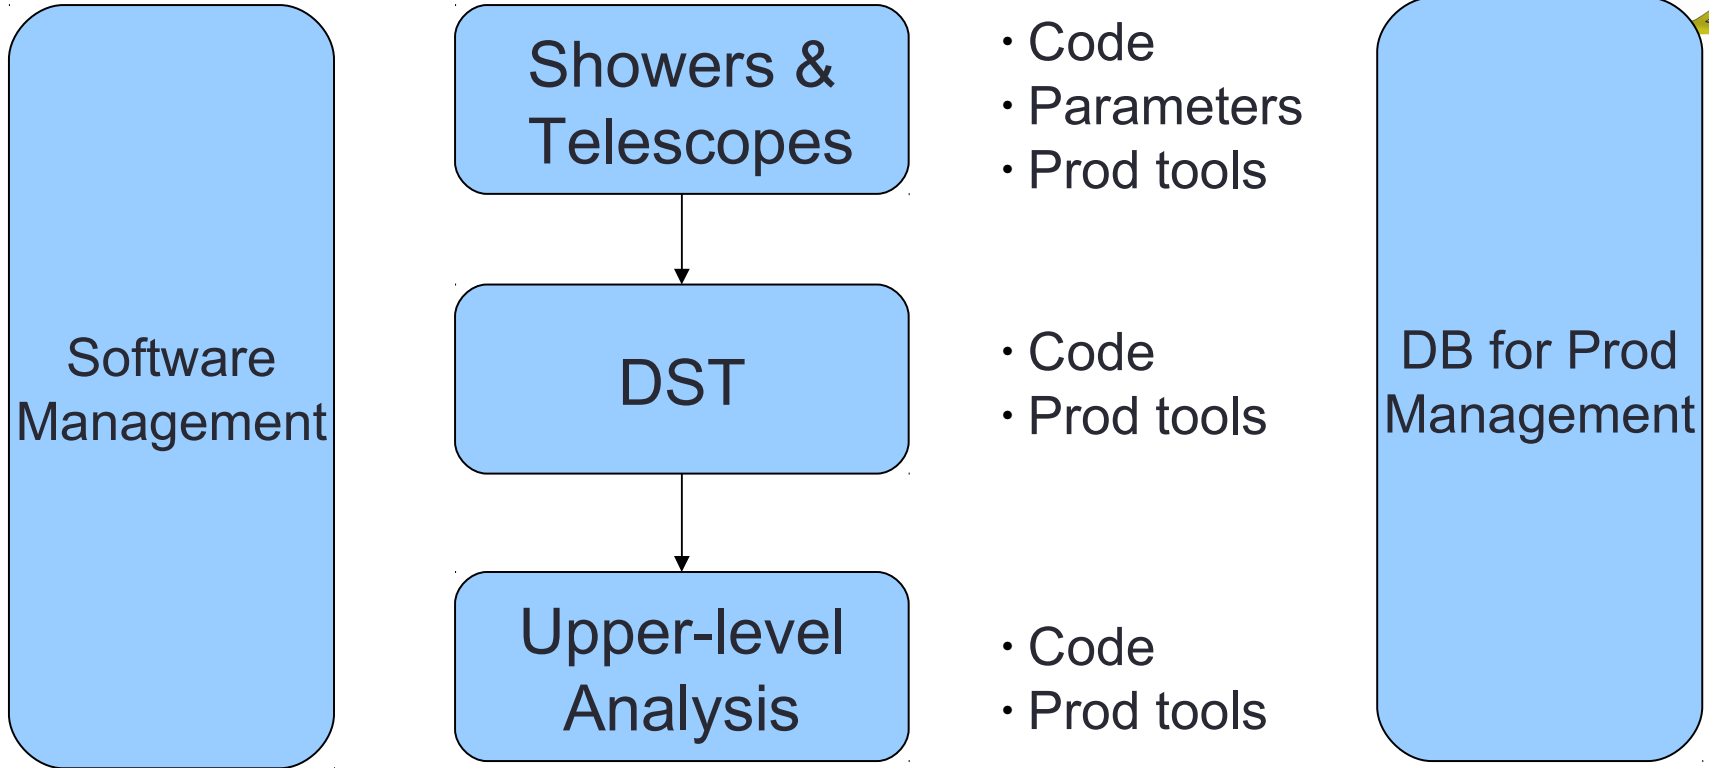 Software
Management
Showers &
Telescopes
· Code
· Parameters
· Prod tools
DST
· Code
· Prod tools
Upper-level
Analysis
· Code
· Prod tools
DB for Prod
Management